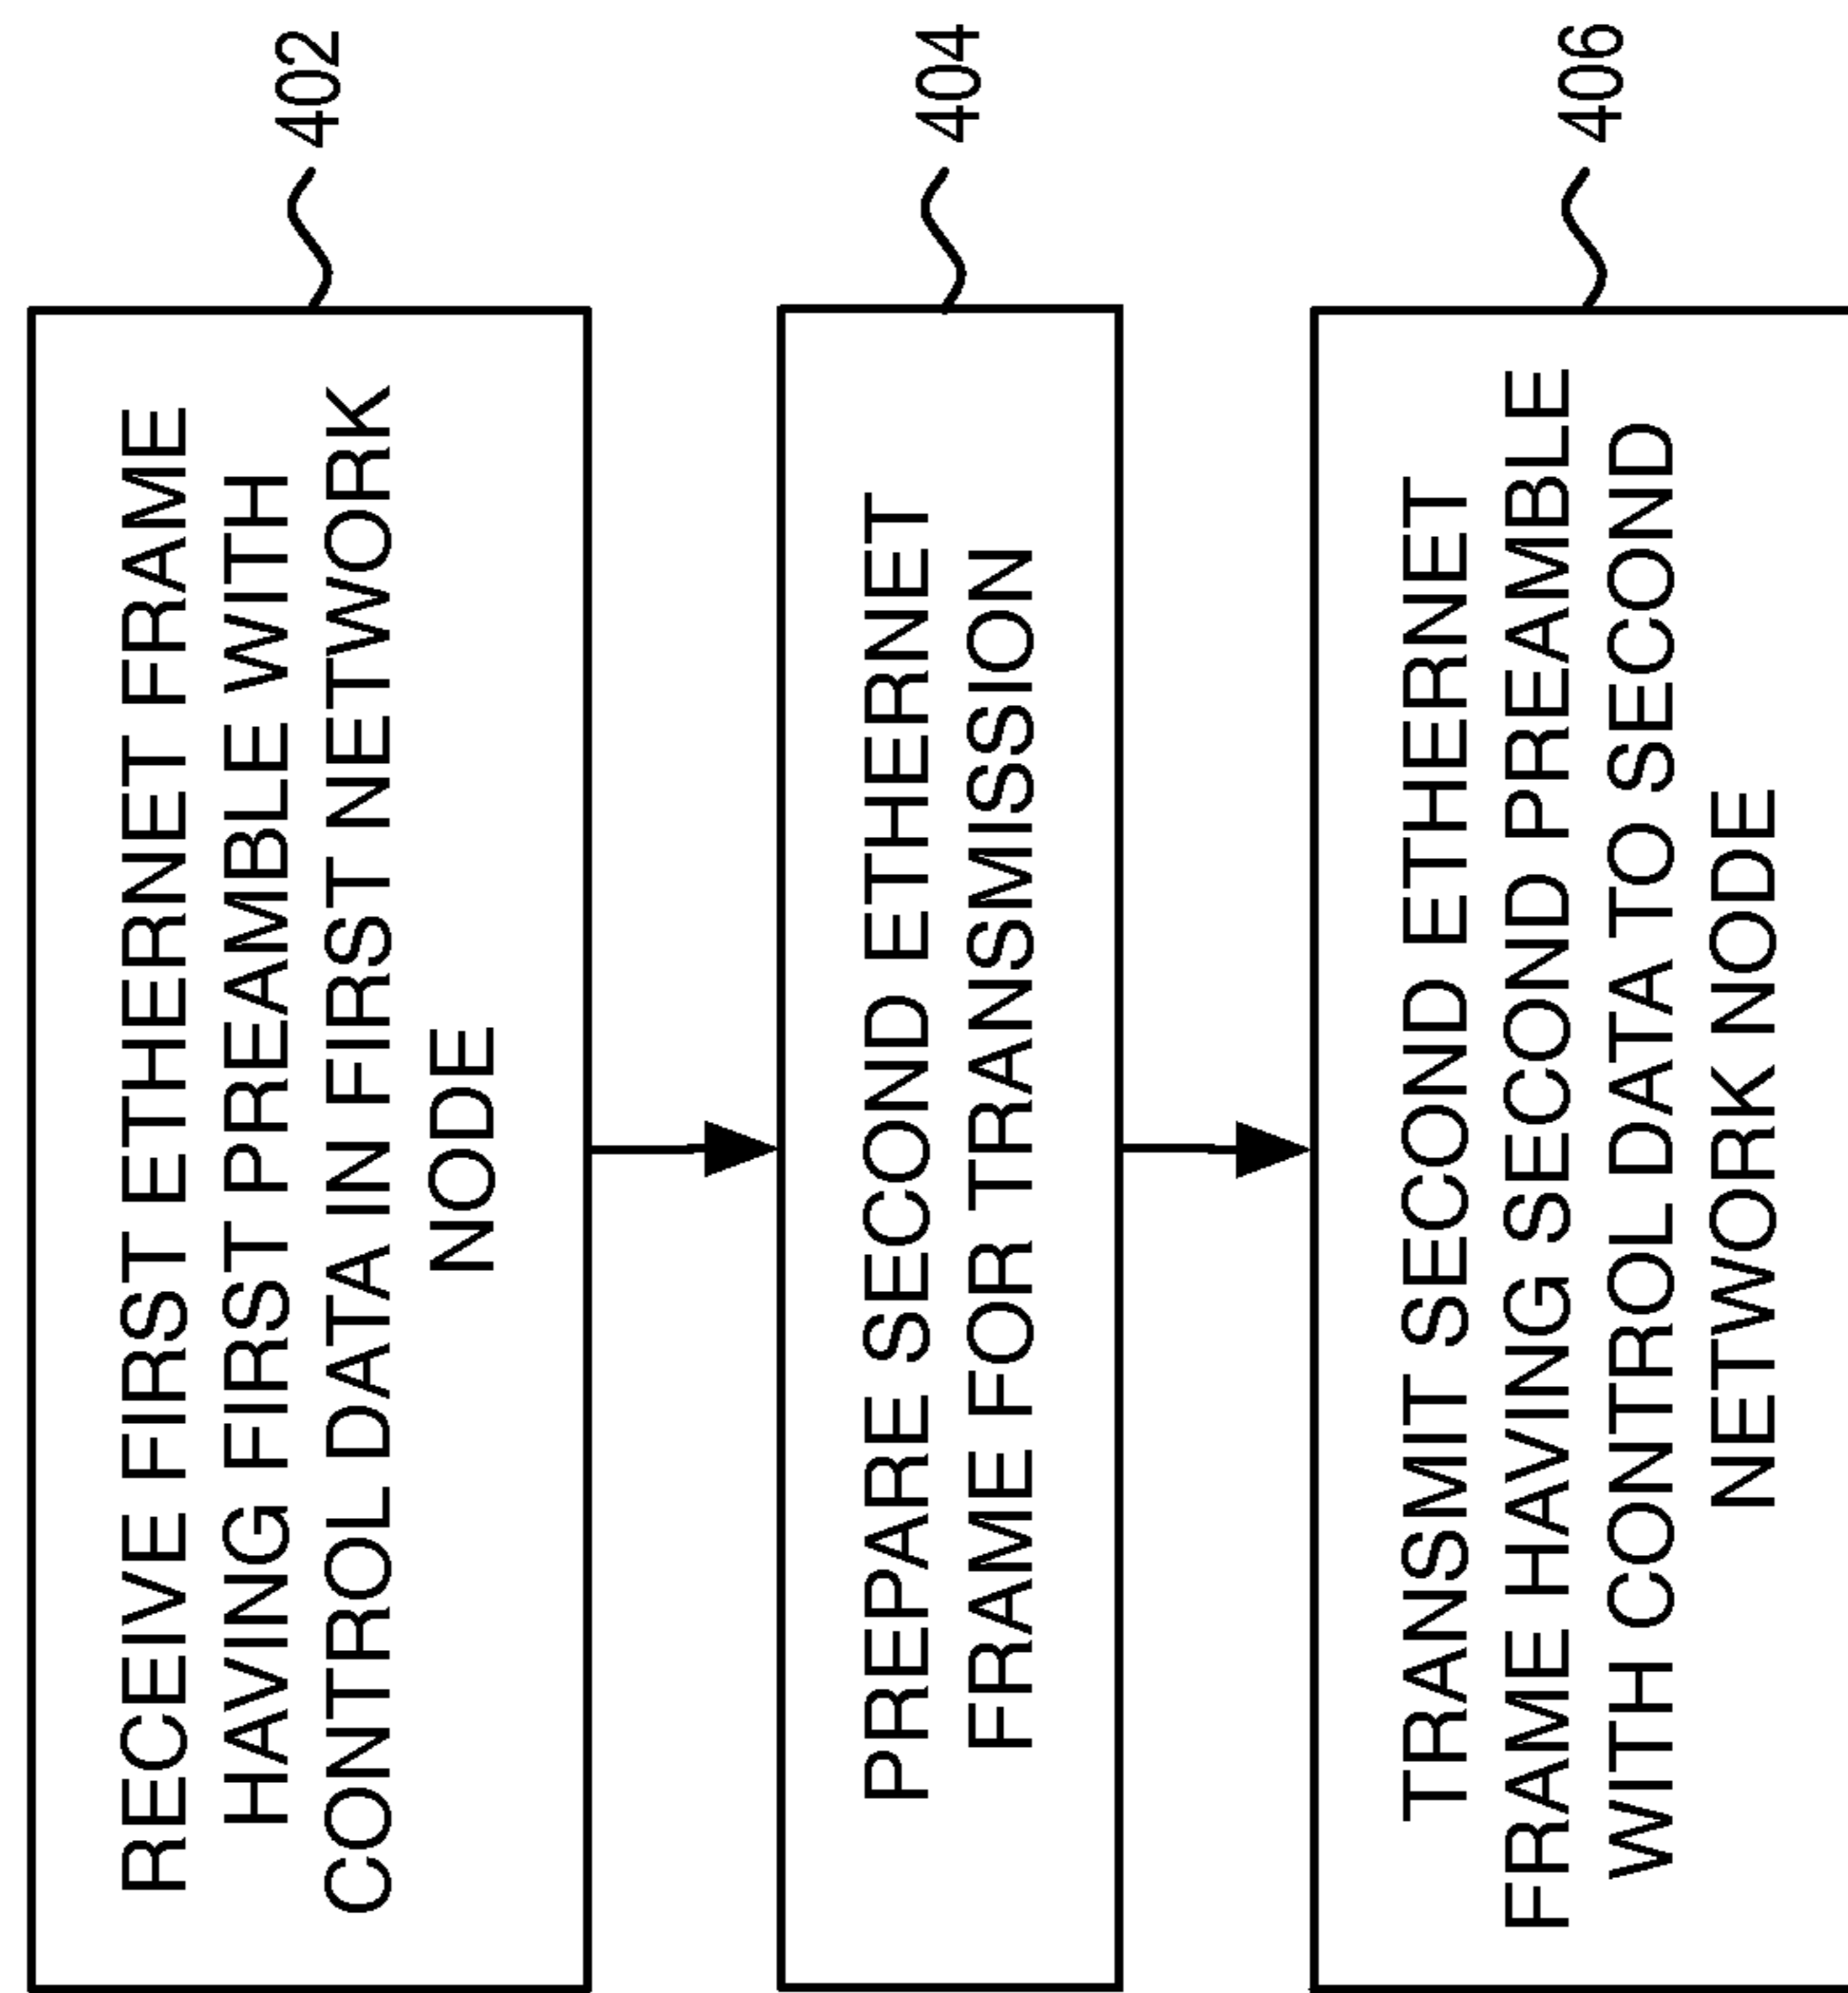 RECEIVE FIRST ETHERNET FRAME
HAVING FIRST PREAMBLE WITH
CONTROL DATA IN FIRST NETWORK
NODE
402
PREPARE SECOND ETHERNET
FRAME FOR TRANSMISSION
404
TRANSMIT SECOND ETHERNET
FRAME HAVING SECOND PREAMBLE
WITH CONTROL DATA TO SECOND
NETWORK NODE
406